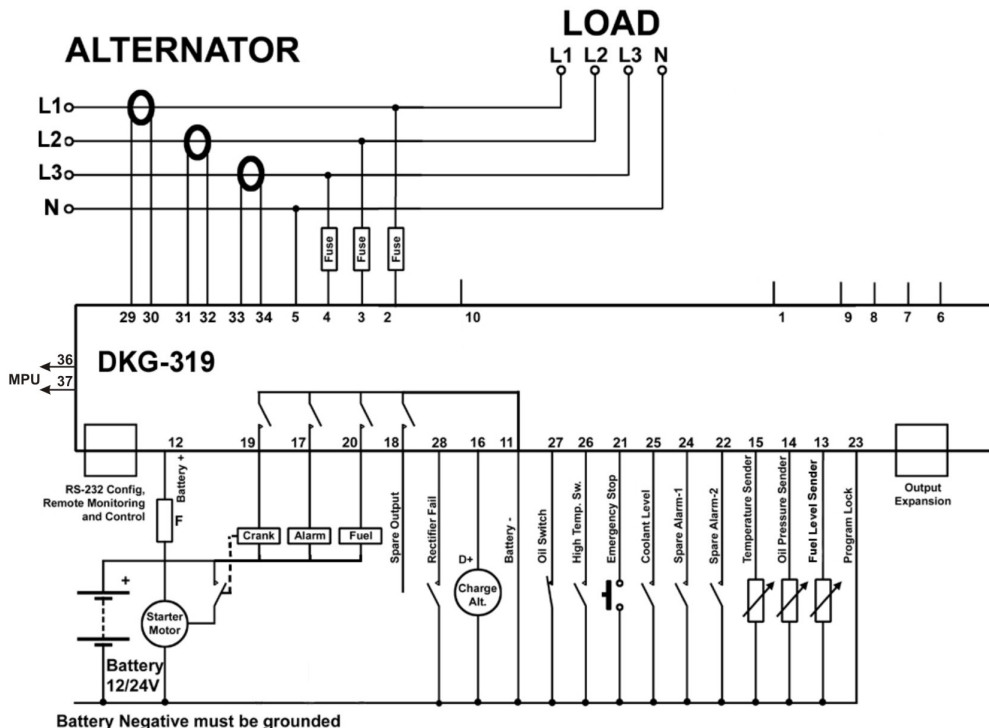 ALTERNATOR
LOAD
L1 L2 L3 N
L1
L2
L3
N
Fuse Fuse Fuse
29 30 31 32 33 34 5 4 3 2 10 1 9 8 7 6
DKG-319
MPU
36
37
12 19 17 20 18 28 16 11 27 26 21 25 24 22 15 14 13 23
RS-232 Config,
Remote Monitoring
and Control
Battery +
F
Crank Alarm Fuel
Spare Output
Rectifier Fail
D+
Charge
Alt.
Battery -
Oil Switch
High Temp. Sw.
Emergency Stop
Coolant Level
Spare Alarm-1
Spare Alarm-2
Temperature Sender
Oil Pressure Sender
Fuel Level Sender
Program Lock
Output
Expansion
+
Starter
Motor
Battery
12/24V
Battery Negative must be grounded